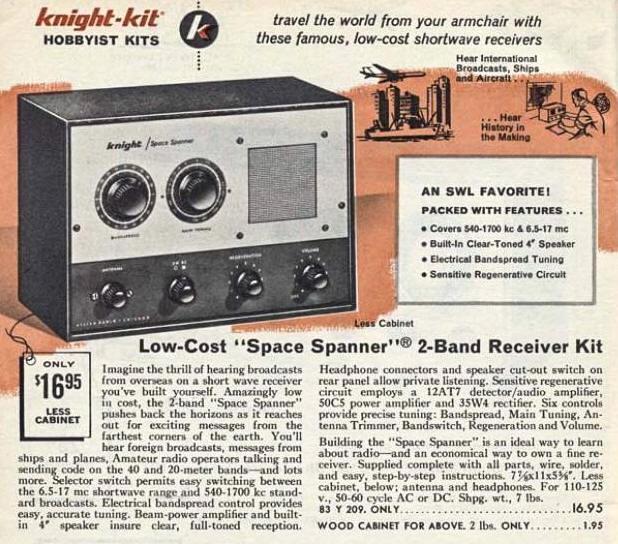 knight-kit®
HOBBYIST KITS
k
travel the world from your armchair with
these famous, low-cost shortwave receivers
Hear International
Broadcasts, Ships
and Aircraft . . .
. . . Hear
History in
the Making
knight / Space Spanner
BANDSPREAD
MAIN TUNING
ANTENNA
REGENERATION
VOLUME
ALLIED RADIO • CHICAGO
AN SWL FAVORITE!
PACKED WITH FEATURES . . .
• Covers 540-1700 kc & 6.5-17 mc
• Built-In Clear-Toned 4" Speaker
• Electrical Bandspread Tuning
• Sensitive Regenerative Circuit
Less Cabinet
Low-Cost "Space Spanner"® 2-Band Receiver Kit
ONLY
$16.95
LESS
CABINET
Imagine the thrill of hearing broadcasts
from overseas on a short wave receiver
you've built yourself. Amazingly low
in cost, the 2-band "Space Spanner"
pushes back the horizons as it reaches
out for exciting messages from the
farthest corners of the earth. You'll
hear foreign broadcasts, messages from
ships and planes, Amateur radio operators talking and
sending code on the 40 and 20-meter bands—and lots
more. Selector switch permits easy switching between
the 6.5-17 mc shortwave range and 540-1700 kc stand-
ard broadcasts. Electrical bandspread control provides
easy, accurate tuning. Beam-power amplifier and built-
in 4" speaker insure clear, full-toned reception.
Headphone connectors and speaker cut-out switch on
rear panel allow private listening. Sensitive regenerative
circuit employs a 12AT7 detector/audio amplifier,
50C5 power amplifier and 35W4 rectifier. Six controls
provide precise tuning: Bandspread, Main Tuning, An-
tenna Trimmer, Bandswitch, Regeneration and Volume.
Building the "Space Spanner" is an ideal way to learn
about radio—and an economical way to own a fine re-
ceiver. Supplied complete with all parts, wire, solder,
and easy, step-by-step instructions. 7⅛x11x5⅜". Less
cabinet, below; antenna and headphones. For 110-125
v., 50-60 cycle AC or DC. Shpg. wt., 7 lbs.
83 Y 209. ONLY....................16.95
WOOD CABINET FOR ABOVE. 2 lbs. ONLY.........1.95